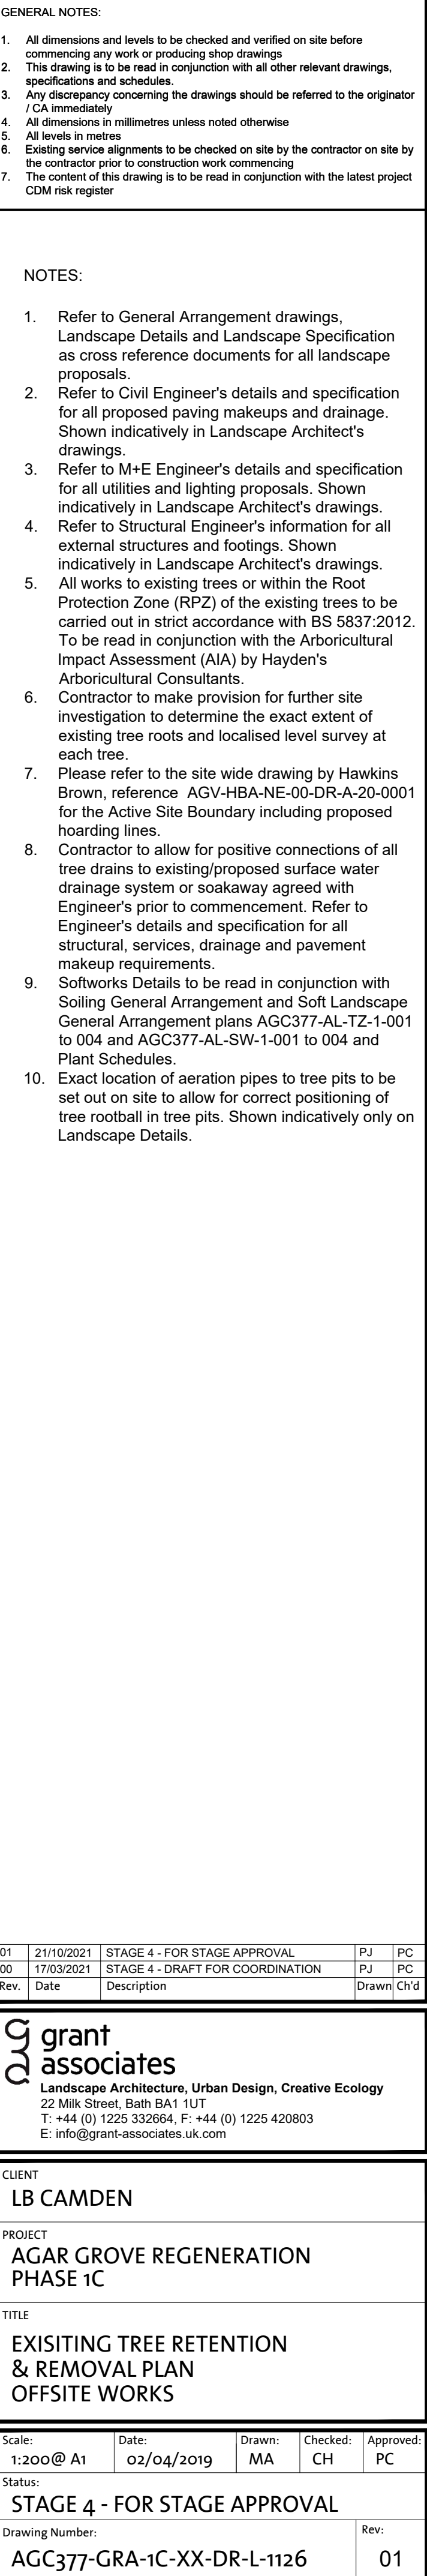 GENERAL NOTES:
1. All dimensions and levels to be checked and verified on site before
commencing any work or producing shop drawings
2. This drawing is to be read in conjunction with all other relevant drawings,
specifications and schedules.
3. Any discrepancy concerning the drawings should be referred to the originator
/ CA immediately
4. All dimensions in millimetres unless noted otherwise
5. All levels in metres
6. Existing service alignments to be checked on site by the contractor on site by
the contractor prior to construction work commencing
7. The content of this drawing is to be read in conjunction with the latest project
CDM risk register
NOTES:
1. Refer to General Arrangement drawings,
Landscape Details and Landscape Specification
as cross reference documents for all landscape
proposals.
2. Refer to Civil Engineer's details and specification
for all proposed paving makeups and drainage.
Shown indicatively in Landscape Architect's
drawings.
3. Refer to M+E Engineer's details and specification
for all utilities and lighting proposals. Shown
indicatively in Landscape Architect's drawings.
4. Refer to Structural Engineer's information for all
external structures and footings. Shown
indicatively in Landscape Architect's drawings.
5. All works to existing trees or within the Root
Protection Zone (RPZ) of the existing trees to be
carried out in strict accordance with BS 5837:2012.
To be read in conjunction with the Arboricultural
Impact Assessment (AIA) by Hayden's
Arboricultural Consultants.
6. Contractor to make provision for further site
investigation to determine the exact extent of
existing tree roots and localised level survey at
each tree.
7. Please refer to the site wide drawing by Hawkins
Brown, reference AGV-HBA-NE-00-DR-A-20-0001
for the Active Site Boundary including proposed
hoarding lines.
8. Contractor to allow for positive connections of all
tree drains to existing/proposed surface water
drainage system or soakaway agreed with
Engineer's prior to commencement. Refer to
Engineer's details and specification for all
structural, services, drainage and pavement
makeup requirements.
9. Softworks Details to be read in conjunction with
Soiling General Arrangement and Soft Landscape
General Arrangement plans AGC377-AL-TZ-1-001
to 004 and AGC377-AL-SW-1-001 to 004 and
Plant Schedules.
10. Exact location of aeration pipes to tree pits to be
set out on site to allow for correct positioning of
tree rootball in tree pits. Shown indicatively only on
Landscape Details.
01 21/10/2021 STAGE 4 - FOR STAGE APPROVAL PJ PC
00 17/03/2021 STAGE 4 - DRAFT FOR COORDINATION PJ PC
Rev. Date Description Drawn Ch'd
grant
associates
Landscape Architecture, Urban Design, Creative Ecology
22 Milk Street, Bath BA1 1UT
T: +44 (0) 1225 332664, F: +44 (0) 1225 420803
E: info@grant-associates.uk.com
CLIENT
LB CAMDEN
PROJECT
AGAR GROVE REGENERATION
PHASE 1C
TITLE
EXISITING TREE RETENTION
& REMOVAL PLAN
OFFSITE WORKS
Scale: Date: Drawn: Checked: Approved:
1:200@ A1 02/04/2019 MA CH PC
Status:
STAGE 4 - FOR STAGE APPROVAL
Drawing Number: Rev:
AGC377-GRA-1C-XX-DR-L-1126 01